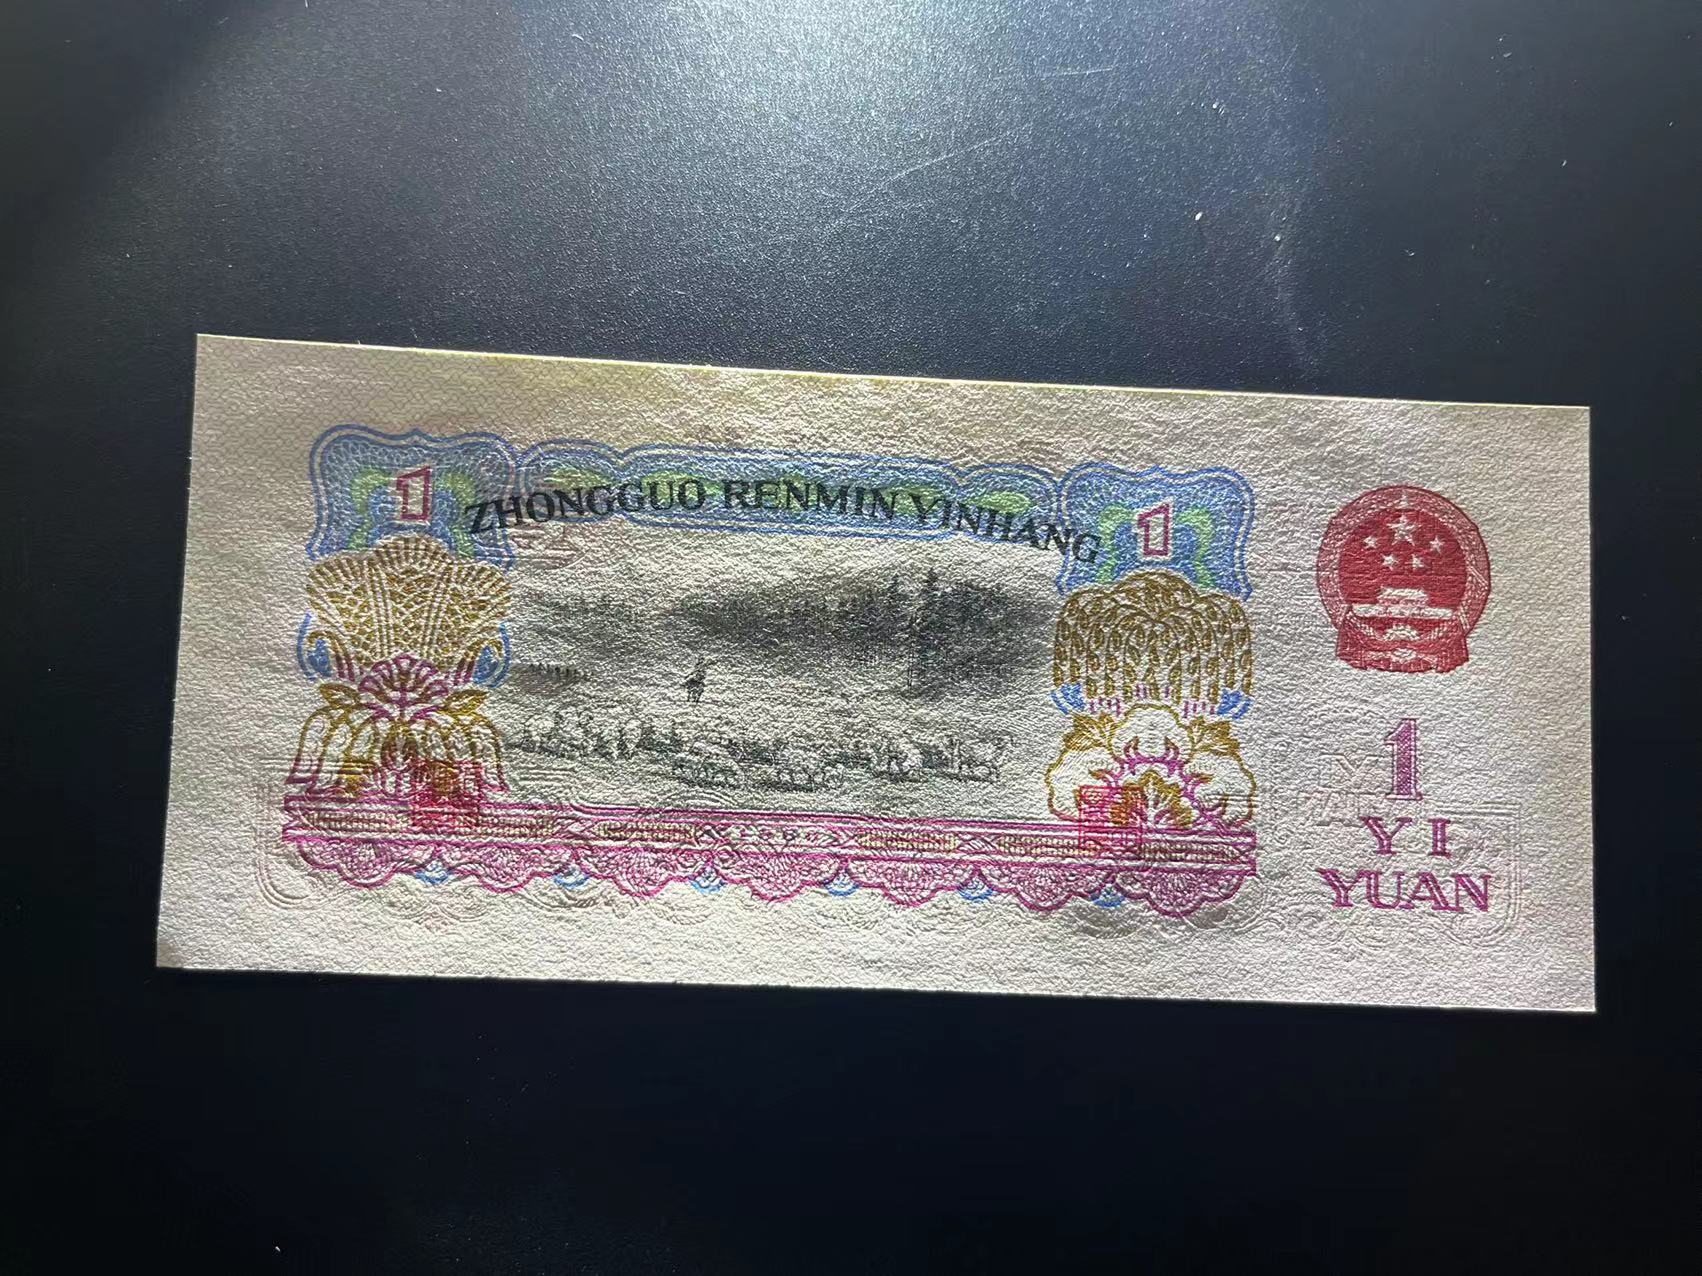 1
ZHONGGUO RENMIN YINHANG
1
1
YI
YUAN